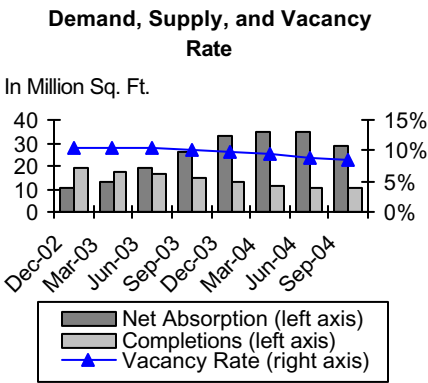 Demand, Supply, and Vacancy
Rate
In Million Sq. Ft.
40
30
20
10
0
15%
10%
5%
0%
Dec-02
Mar-03
Jun-03
Sep-03
Dec-03
Mar-04
Jun-04
Sep-04
Net Absorption (left axis)
Completions (left axis)
Vacancy Rate (right axis)